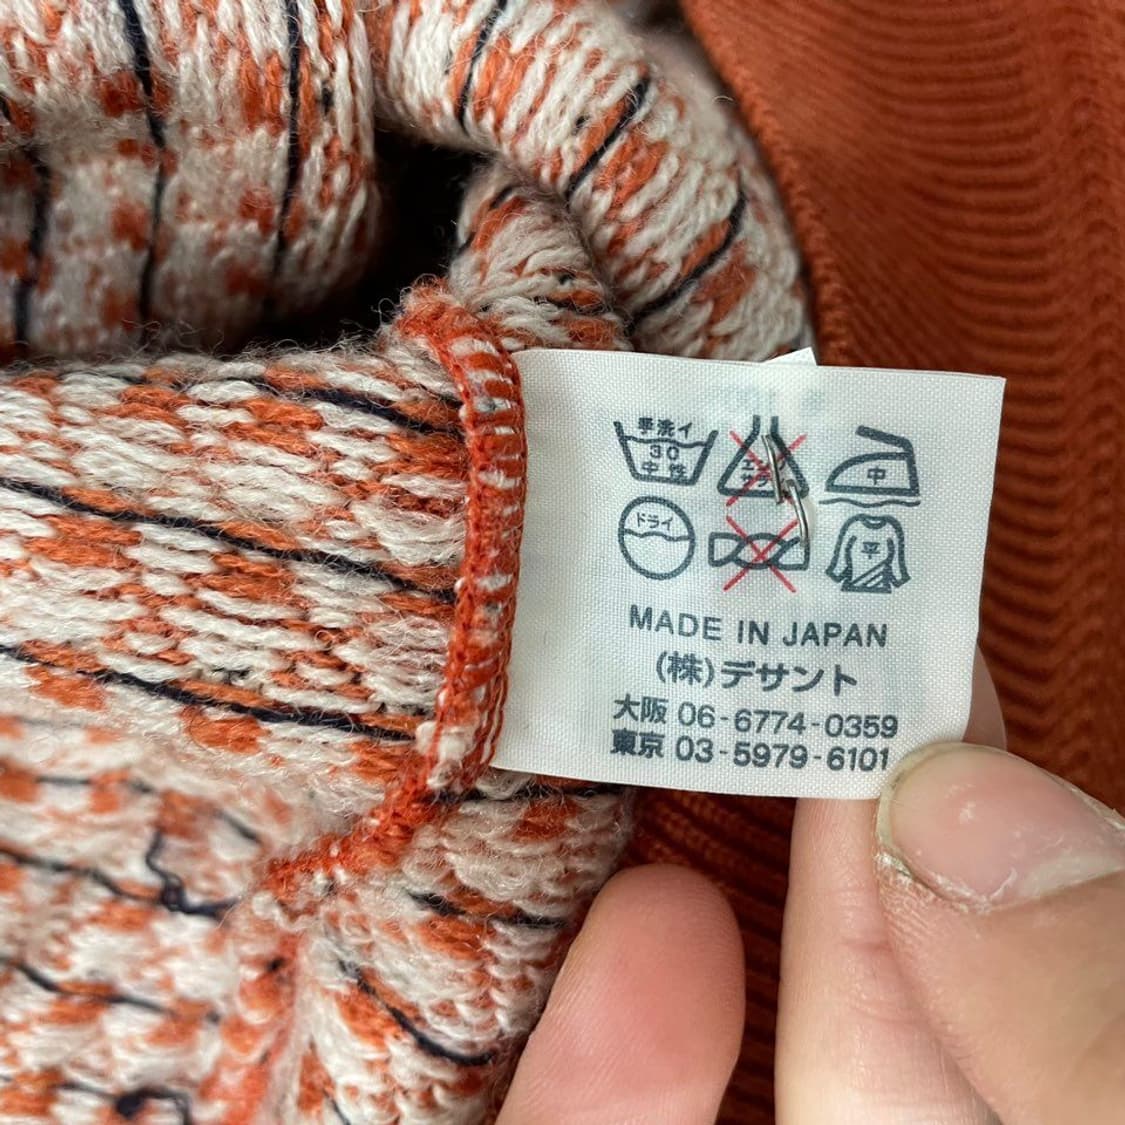 手洗イ
30
中性
中
ドライ
平
MADE IN JAPAN
(株)デサント
大阪 06-6774-0359
東京 03-5979-6101